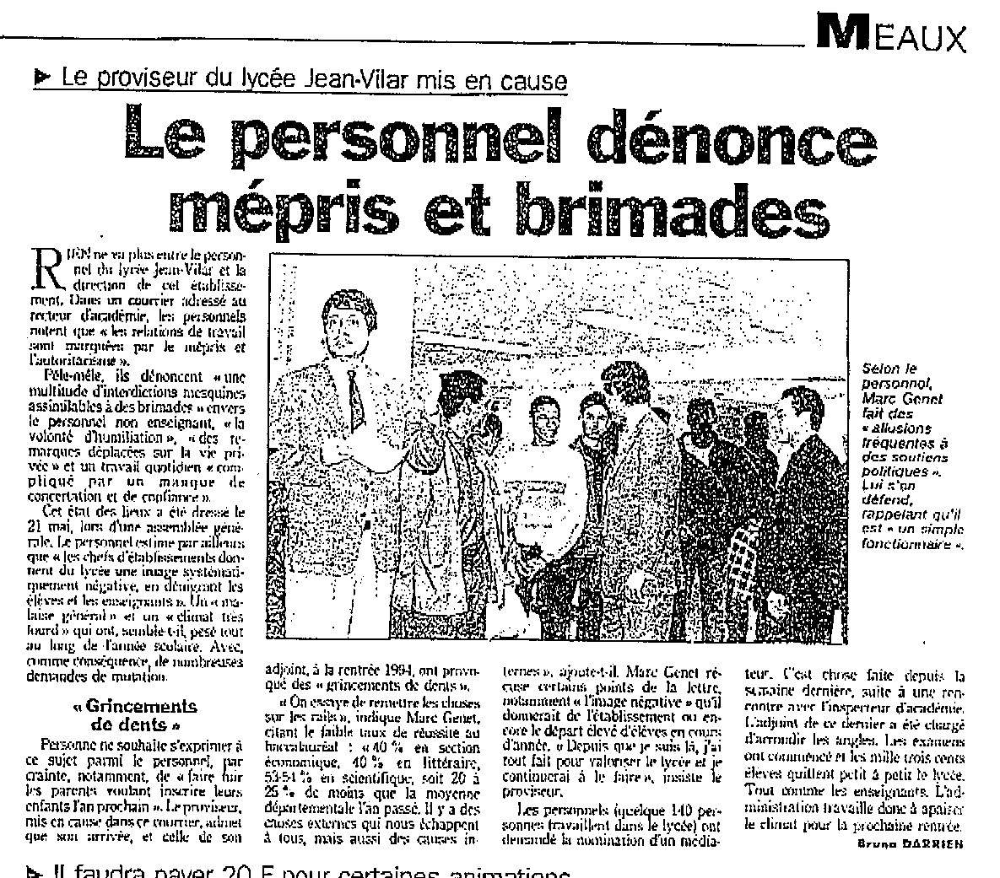 MEAUX
► Le proviseur du lycée Jean-Vilar mis en cause
Le personnel dénonce
mépris et brimades
RIEN ne va plus entre le person-
nel du lycée Jean-Vilar et la
direction de cet établisse-
ment. Dans un courrier adressé au
recteur d'académie, les personnels
notent que « les relations de travail
sont marquées par le mépris et
l'autoritarisme ».
Pêle-mêle, ils dénoncent « une
multitude d'interdictions mesquines
assimilables à des brimades » envers
le personnel non enseignant, « la
volonté d'humiliation », « des re-
marques déplacées sur la vie pri-
vée » et un travail quotidien « com-
pliqué par un manque de
concertation et de confiance ».
Cet état des lieux a été dressé le
21 mai, lors d'une assemblée géné-
rale. Le personnel estime par ailleurs
que « les chefs d'établissements don-
nent du lycée une image systémati-
quement négative, en dénigrant les
élèves et les enseignants ». Un « ma-
laise général » et un « climat très
lourd » qui ont, semble-t-il, pesé tout
au long de l'année scolaire. Avec,
comme conséquence, de nombreuses
demandes de mutation.
« Grincements
de dents »
Personne ne souhaite s'exprimer à
ce sujet parmi le personnel, par
crainte, notamment, de « faire fuir
les parents voulant inscrire leurs
enfants l'an prochain ». Le proviseur,
mis en cause dans ce courrier, admet
que son arrivée, et celle de son
adjoint, à la rentrée 1994, ont provo-
qué des « grincements de dents ».
« On essaye de remettre les choses
sur les rails », indique Marc Genet,
citant le faible taux de réussite au
baccalauréat : « 40 % en section
économique, 40 % en littéraire,
53-54 % en scientifique, soit 20 à
25 % de moins que la moyenne
départementale l'an passé. Il y a des
causes externes qui nous échappent
à tous, mais aussi des causes in-
ternes », ajoute-t-il. Marc Genet ré-
cuse certains points de la lettre,
notamment « l'image négative » qu'il
donnerait de l'établissement ou en-
core le départ élevé d'élèves en cours
d'année. « Depuis que je suis là, j'ai
tout fait pour valoriser le lycée et je
continuerai à le faire », insiste le
proviseur.
Les personnels (quelque 140 per-
sonnes travaillent dans le lycée) ont
demandé la nomination d'un média-
teur. C'est chose faite depuis la
semaine dernière, suite à une ren-
contre avec l'inspecteur d'académie.
L'adjoint de ce dernier a été chargé
d'arrondir les angles. Les examens
ont commencé et les mille trois cents
élèves quittent petit à petit le lycée.
Tout comme les enseignants. L'ad-
ministration travaille donc à apaiser
le climat pour la prochaine rentrée.
Bruno DARRIEN
Selon le
personnel,
Marc Genet
fait des
« allusions
fréquentes à
des soutiens
politiques ».
Lui s'en
défend,
rappelant qu'il
est « un simple
fonctionnaire ».
► Il faudra payer 20 F pour certaines animations